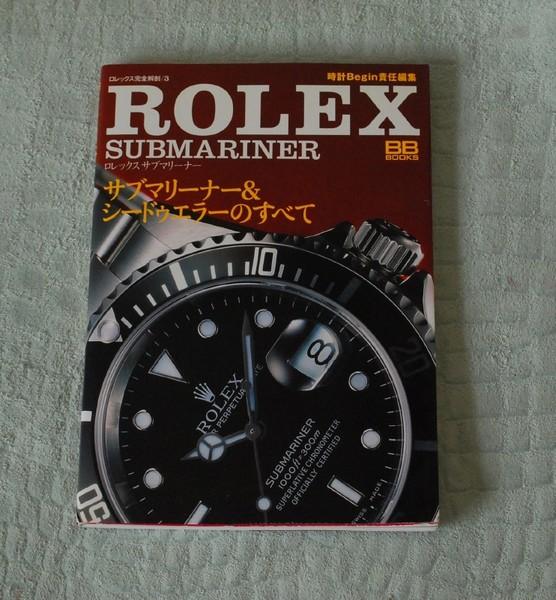 ロレックス完全解剖/3
時計Begin責任編集
ROLEX
SUBMARINER
BB
BOOKS
ロレックス サブマリーナー
サブマリーナー&
シードゥエラーのすべて
10
20
50
8
ROLEX
SUBMARINER
1000ft=300m
SUPERLATIVE CHRONOMETER
OFFICIALLY CERTIFIED
SWISS MADE